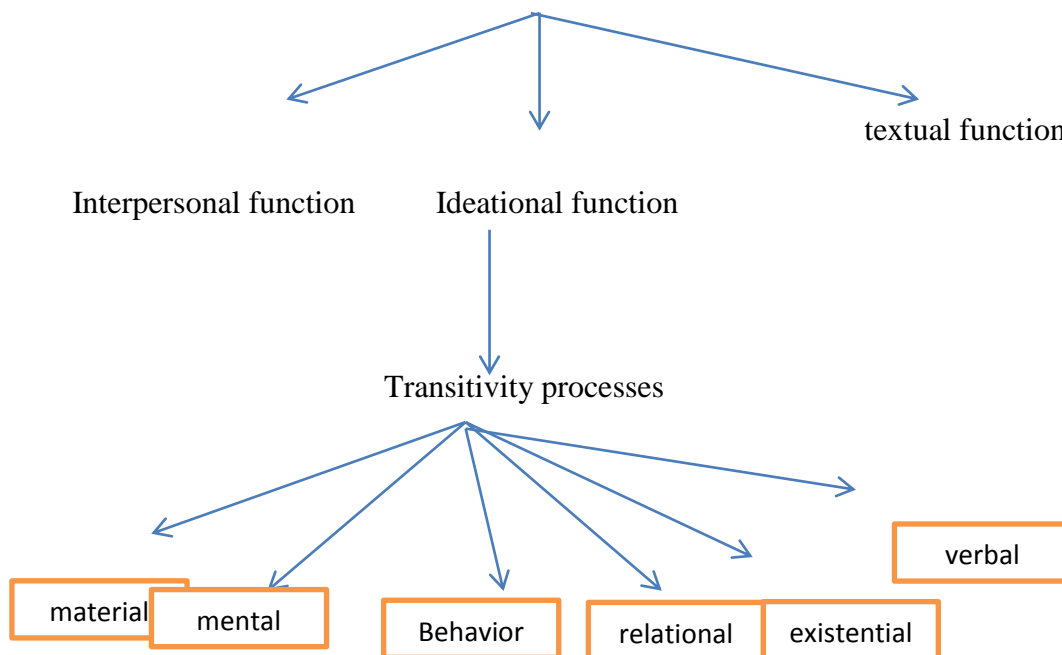 textual function
Interpersonal function
Ideational function
Transitivity processes
material
mental
Behavior
relational
existential
verbal